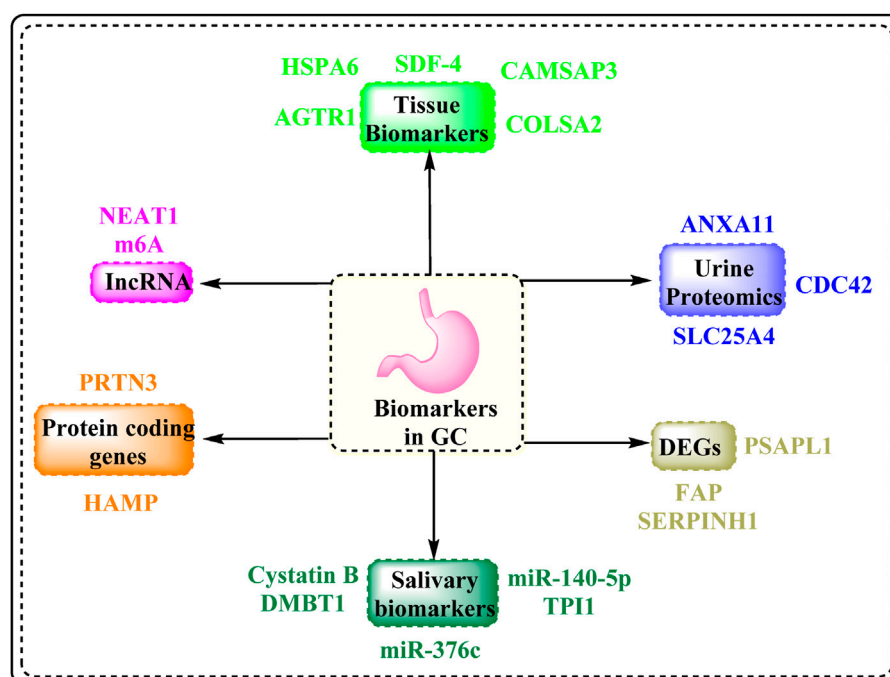 HSPA6
SDF-4
CAMSAP3
AGTR1
Tissue
Biomarkers
COLSA2
NEAT1
m6A
lncRNA
ANXA11
Urine
Proteomics
CDC42
SLC25A4
Biomarkers
in GC
PRTN3
Protein coding
genes
HAMP
DEGs
PSAPL1
FAP
SERPINH1
Cystatin B
DMBT1
Salivary
biomarkers
miR-140-5p
TPI1
miR-376c